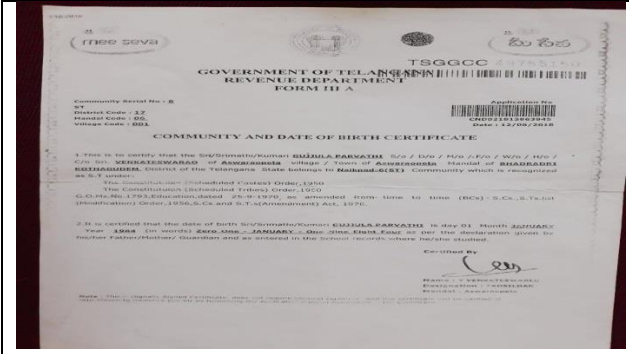 mee seva
మీ సేవ
TSGGCC
GOVERNMENT OF TELANGANA
REVENUE DEPARTMENT
FORM III A
Community Serial No : 8
ST
District Code : 17
Mandal Code : 05
Village Code : 001
Application No
CND021812863945
Date : 12/06/2018
COMMUNITY AND DATE OF BIRTH CERTIFICATE
1.This is to certify that the Sri/Srimathi/Kumari GUJJULA PARVATHI S/o / D/o / M/o / F/o / W/o / H/o /
C/o Sri. VENKATESWARAO of Aswaraopeta village / Town of Aswaraopeta Mandal of BHADRADRI
KOTHAGUDEM District of the Telangana State belongs to Community which is recognized
as S.T under:
The Constitution (Scheduled Castes) Order,1950
The Constitution (Scheduled Tribes) Order,1950
G.O.Ms.No.1793,Education,dated 25-9-1970, as amended from time to time (BCs) S.Cs.,S.Ts.list
(Modification) Order,1956,S.Cs and S.Ts(Amendment) Act, 1976.
2.It is certified that the date of birth Sri/Srimathi/Kumari GUJJULA PARVATHI is day 01 Month JANUARY
Year 1984 (in words) Zero One - JANUARY - One Nine Eight Four as per the declaration given by
his/her Father/Mother/ Guardian and as entered in the School records where he/she studied.
Certified By
Name : VENKATESWARLU
Designation : TAHSILDAR
Mandal : Aswaraopeta
Note :